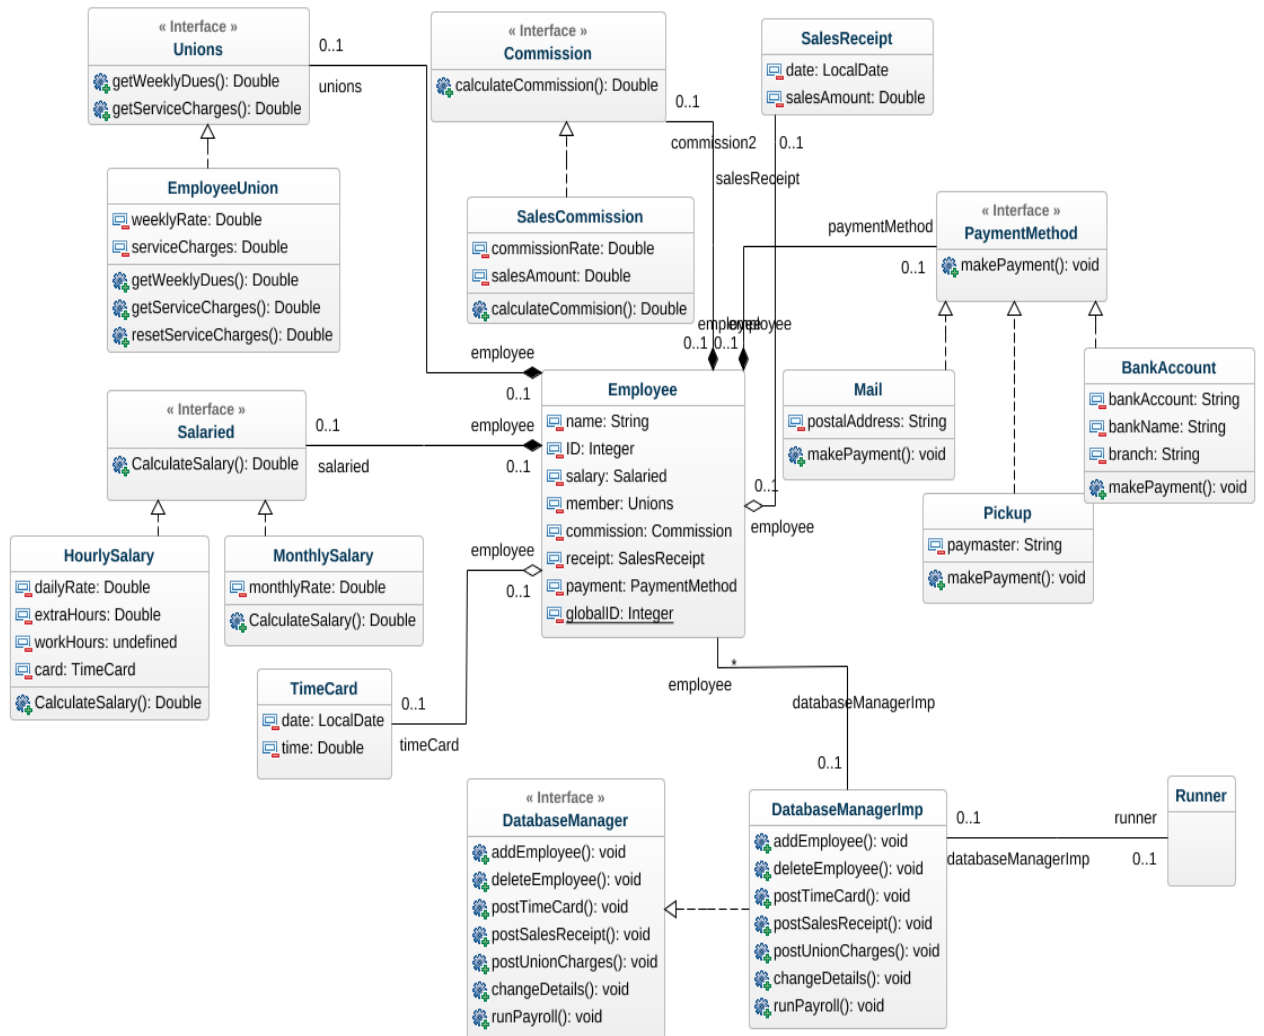 « Interface »
Unions
getWeeklyDues(): Double
getServiceCharges(): Double
0..1
unions
« Interface »
Commission
calculateCommission(): Double
0..1
commission2
SalesReceipt
date: LocalDate
salesAmount: Double
0..1
salesReceipt
EmployeeUnion
weeklyRate: Double
serviceCharges: Double
getWeeklyDues(): Double
getServiceCharges(): Double
resetServiceCharges(): Double
SalesCommission
commissionRate: Double
salesAmount: Double
calculateCommision(): Double
paymentMethod
0..1
« Interface »
PaymentMethod
makePayment(): void
employee
employee
0..1
0..1
employee
0..1
« Interface »
Salaried
CalculateSalary(): Double
0..1
salaried
employee
0..1
Employee
name: String
ID: Integer
salary: Salaried
member: Unions
commission: Commission
receipt: SalesReceipt
payment: PaymentMethod
globalID: Integer
Mail
postalAddress: String
makePayment(): void
BankAccount
bankAccount: String
bankName: String
branch: String
makePayment(): void
0..1
employee
Pickup
paymaster: String
makePayment(): void
HourlySalary
dailyRate: Double
extraHours: Double
workHours: undefined
card: TimeCard
CalculateSalary(): Double
MonthlySalary
monthlyRate: Double
CalculateSalary(): Double
employee
0..1
TimeCard
date: LocalDate
time: Double
0..1
timeCard
*
employee
databaseManagerImp
0..1
« Interface »
DatabaseManager
addEmployee(): void
deleteEmployee(): void
postTimeCard(): void
postSalesReceipt(): void
postUnionCharges(): void
changeDetails(): void
runPayroll(): void
DatabaseManagerImp
addEmployee(): void
deleteEmployee(): void
postTimeCard(): void
postSalesReceipt(): void
postUnionCharges(): void
changeDetails(): void
runPayroll(): void
0..1
databaseManagerImp
runner
0..1
Runner